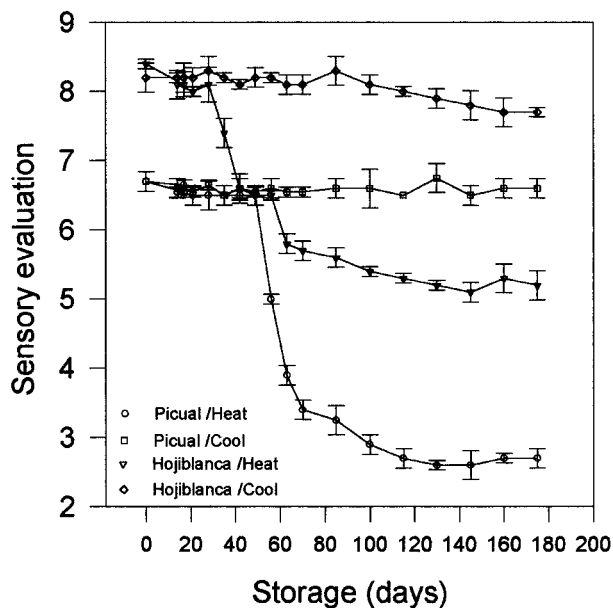 9
8
7
6
5
4
3
2
Sensory evaluation
Picual /Heat
Picual /Cool
Hojiblanca /Heat
Hojiblanca /Cool
0 20 40 60 80 100 120 140 160 180 200
Storage (days)